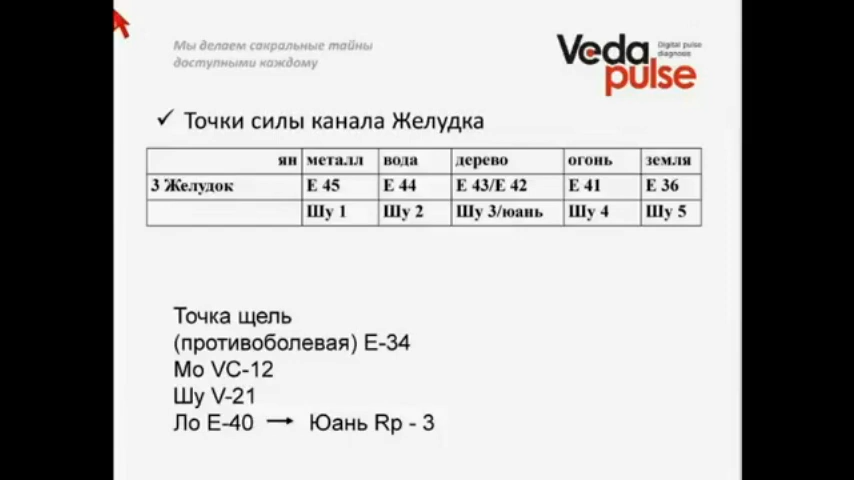 Мы делаем сакральные тайны
доступными каждому
Veda pulse
Digital pulse
diagnosis
✓ Точки силы канала Желудка
ян металл вода дерево огонь земля
3 Желудок E 45 E 44 E 43/E 42 E 41 E 36
Шу 1 Шу 2 Шу 3/юань Шу 4 Шу 5
Точка щель
(противоболевая) E-34
Мо VC-12
Шу V-21
Ло E-40 → Юань Rp - 3